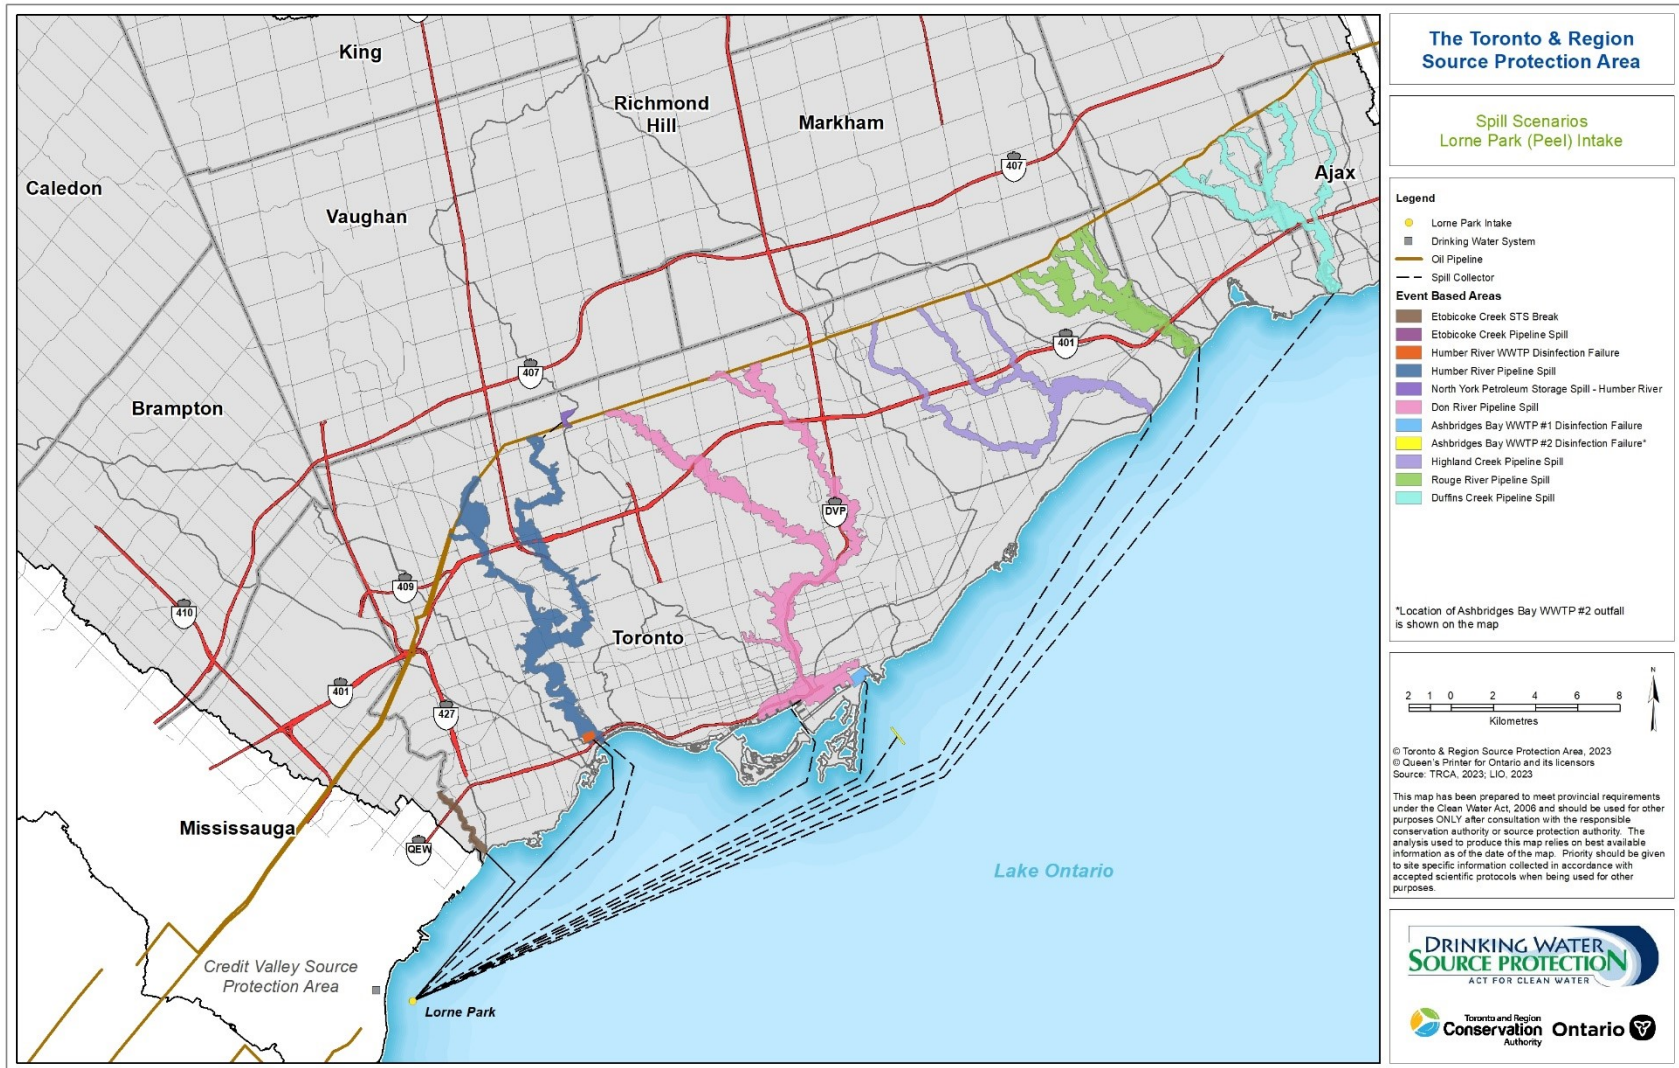 The Toronto & Region
Source Protection Area
Spill Scenarios
Lorne Park (Peel) Intake
Legend
Lorne Park Intake
Drinking Water System
Oil Pipeline
Spill Collector
Event Based Areas
Etobicoke Creek STS Break
Etobicoke Creek Pipeline Spill
Humber River WWTP Disinfection Failure
Humber River Pipeline Spill
North York Petroleum Storage Spill - Humber River
Don River Pipeline Spill
Ashbridges Bay WWTP #1 Disinfection Failure
Ashbridges Bay WWTP #2 Disinfection Failure*
Highland Creek Pipeline Spill
Rouge River Pipeline Spill
Duffins Creek Pipeline Spill
*Location of Ashbridges Bay WWTP #2 outfall
is shown on the map
2 1 0 2 4 6 8
Kilometres
N
© Toronto & Region Source Protection Area, 2023
© Queen's Printer for Ontario and its licensors
Source: TRCA, 2023; LIO, 2023
This map has been prepared to meet provincial requirements
under the Clean Water Act, 2006 and should be used for other
purposes ONLY after consultation with the responsible
conservation authority or source protection authority. The
analysis used to produce this map relies on best available
information as of the date of the map. Priority should be given
to site specific information collected in accordance with
accepted scientific protocols when being used for other
purposes.
DRINKING WATER
SOURCE PROTECTION
ACT FOR CLEAN WATER
Toronto and Region
Conservation
Authority
Ontario
King
Richmond
Hill
Markham
407
Ajax
Caledon
Vaughan
401
407
Brampton
DVP
409
410
Toronto
401
427
Mississauga
QEW
Lake Ontario
Credit Valley Source
Protection Area
Lorne Park